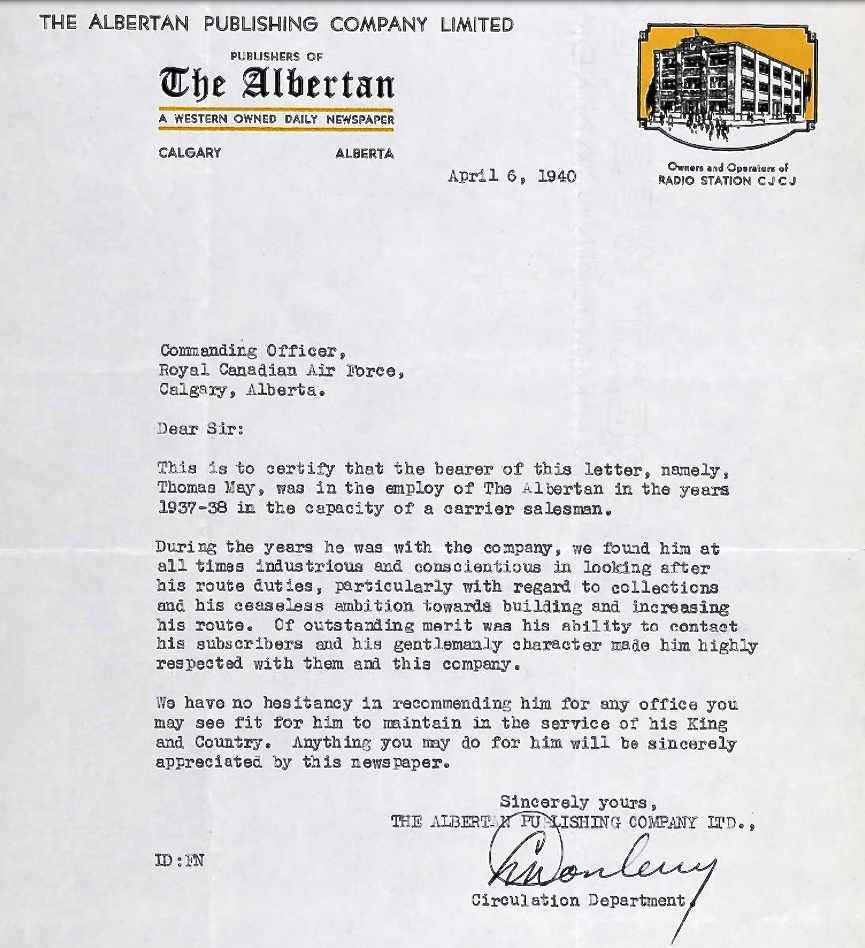 THE ALBERTAN PUBLISHING COMPANY LIMITED
PUBLISHERS OF
The Albertan
A WESTERN OWNED DAILY NEWSPAPER
CALGARY ALBERTA
Owners and Operators of
RADIO STATION CJCJ
April 6, 1940
Commanding Officer,
Royal Canadian Air Force,
Calgary, Alberta.
Dear Sir:
This is to certify that the bearer of this letter, namely,
Thomas May, was in the employ of The Albertan in the years
1937-38 in the capacity of a carrier salesman.
During the years he was with the company, we found him at
all times industrious and conscientious in looking after
his route duties, particularly with regard to collections
and his ceaseless ambition towards building and increasing
his route. Of outstanding merit was his ability to contact
his subscribers and his gentlemanly character made him highly
respected with them and this company.
We have no hesitancy in recommending him for any office you
may see fit for him to maintain in the service of his King
and Country. Anything you may do for him will be sincerely
appreciated by this newspaper.
Sincerely yours,
THE ALBERTAN PUBLISHING COMPANY LTD.,
ID:FN
Circulation Department.